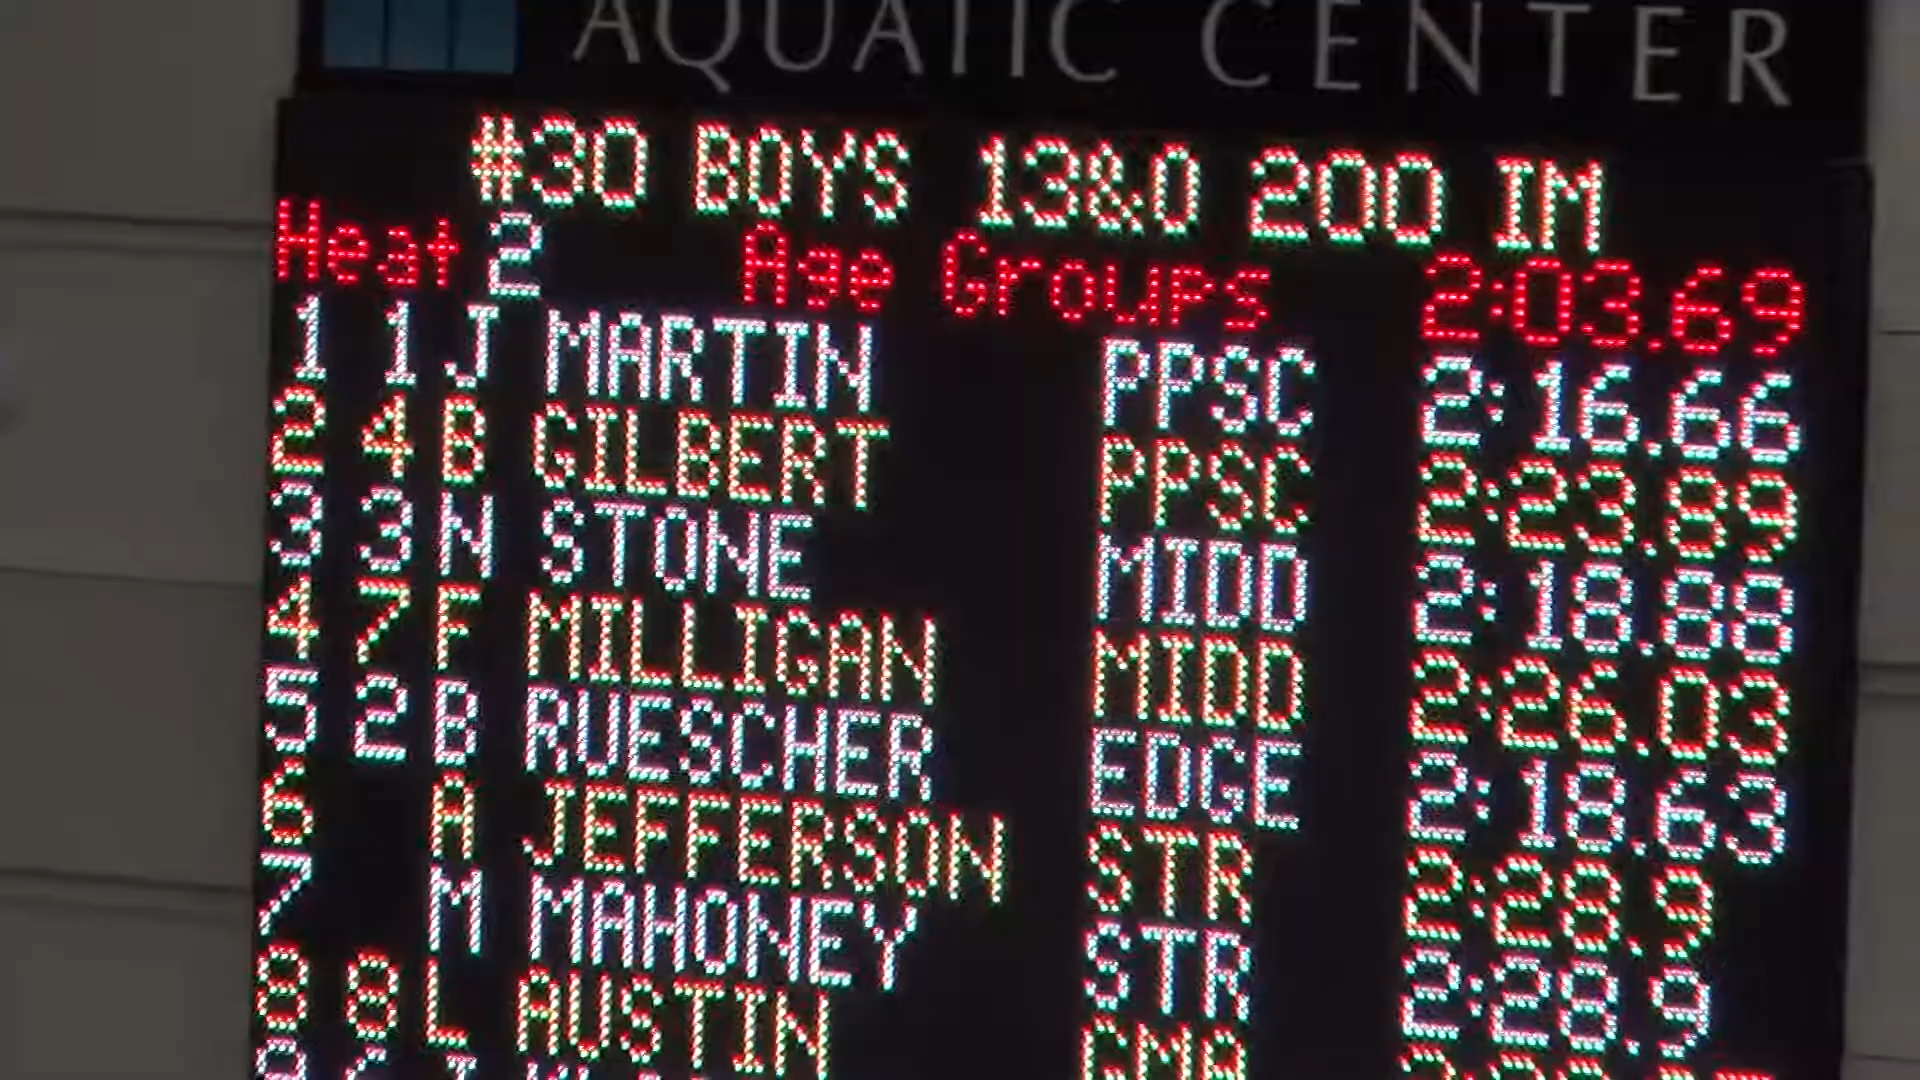 AQUATIC CENTER
#30 BOYS 13&O 200 IM
Heat 2 Age Groups 2:03.69
1 1 J MARTIN PPSC 2:16.66
2 4 B GILBERT PPSC 2:23.89
3 3 N STONE MIDD 2:18.88
4 7 F MILLIGAN MIDD 2:26.03
5 2 B RUESCHER EDGE 2:18.63
6 A JEFFERSON STR 2:28.9
7 M MAHONEY STR 2:28.9
8 8 L AUSTIN GMA